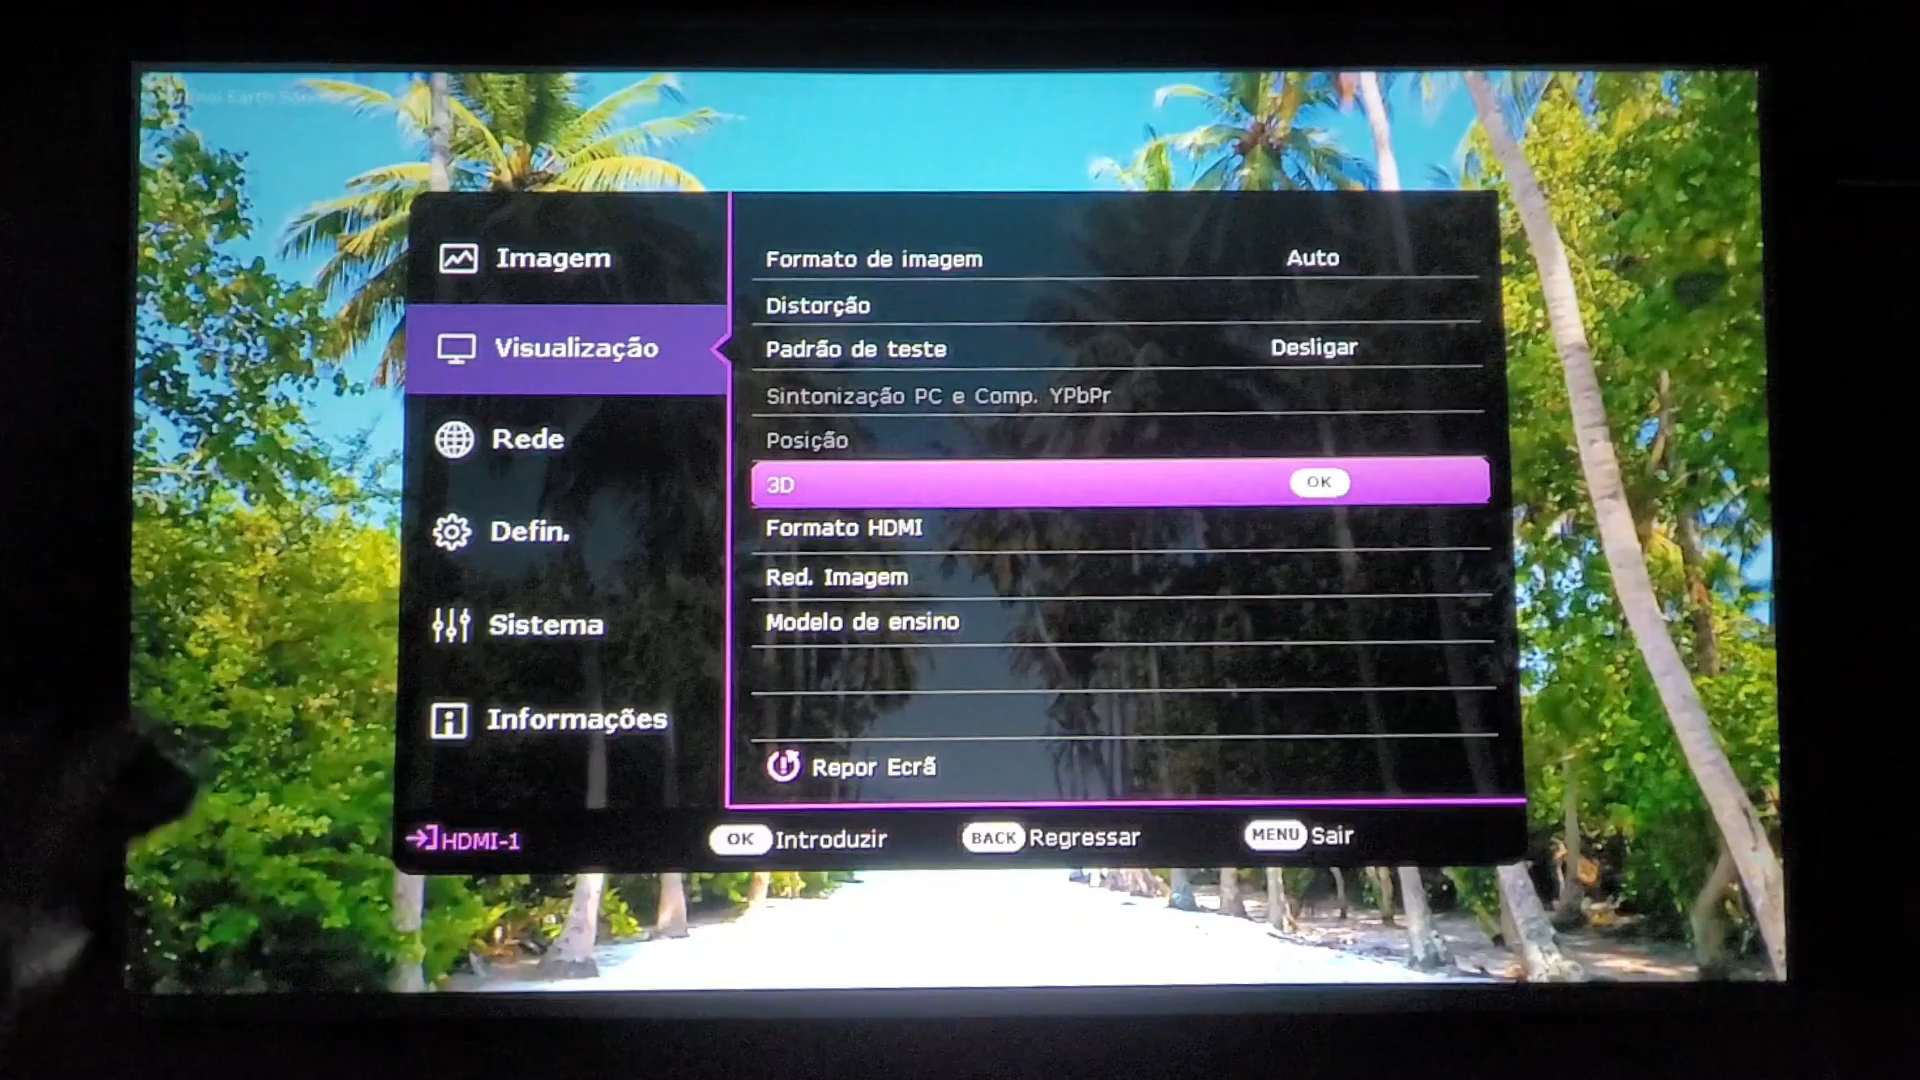 Imagem
Visualização
Rede
Defin.
Sistema
Informações
Formato de imagem Auto
Distorção
Padrão de teste Desligar
Sintonização PC e Comp. YPbPr
Posição
3D OK
Formato HDMI
Red. Imagem
Modelo de ensino
Repor Ecrã
HDMI-1 OK Introduzir BACK Regressar MENU Sair